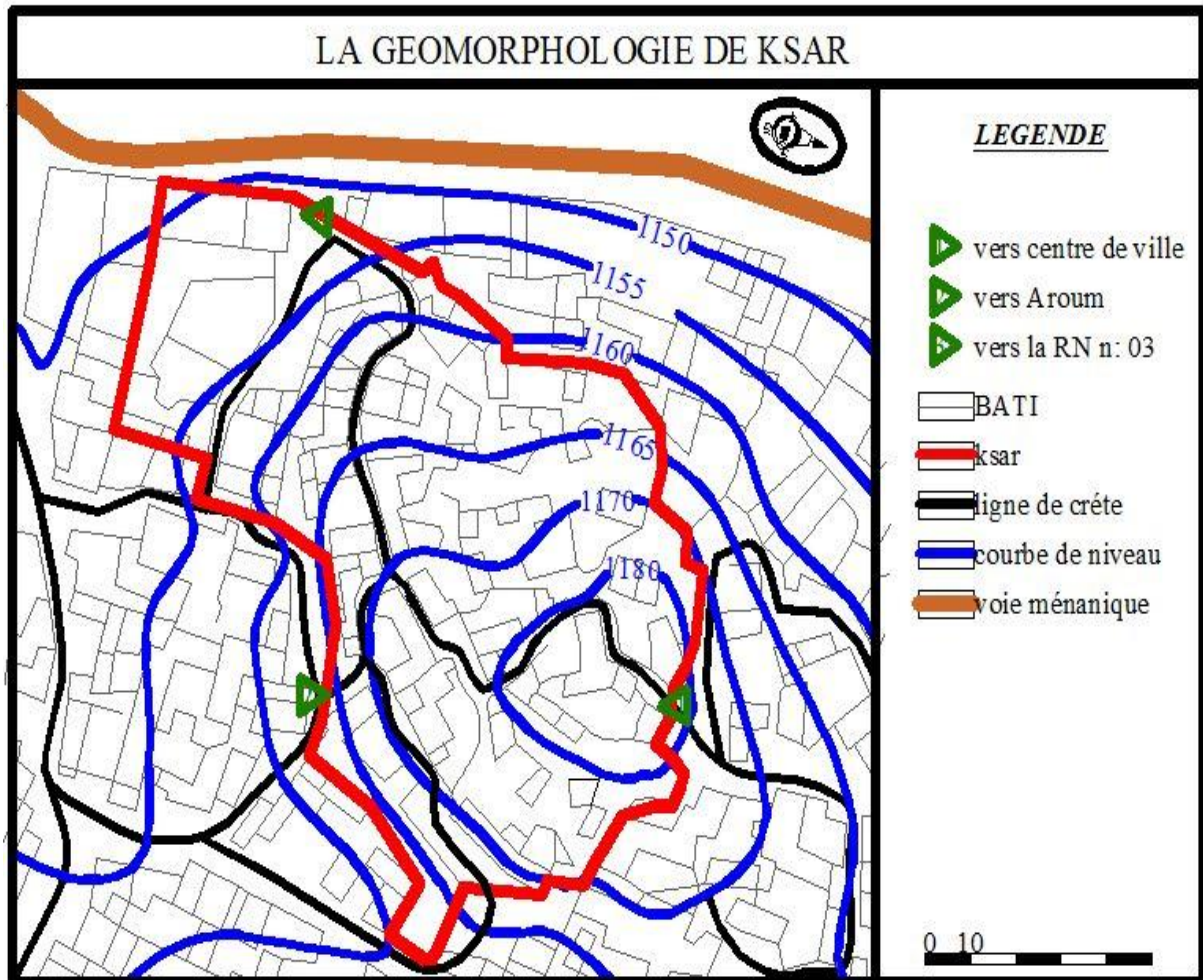 LA GEOMORPHOLOGIE DE KSAR
1150
1155
1160
1165
1170
1180
LEGENDE
vers centre de ville
vers Aroum
vers la RN n: 03
BATI
ksar
ligne de créte
courbe de niveau
voie ménanique
0 10